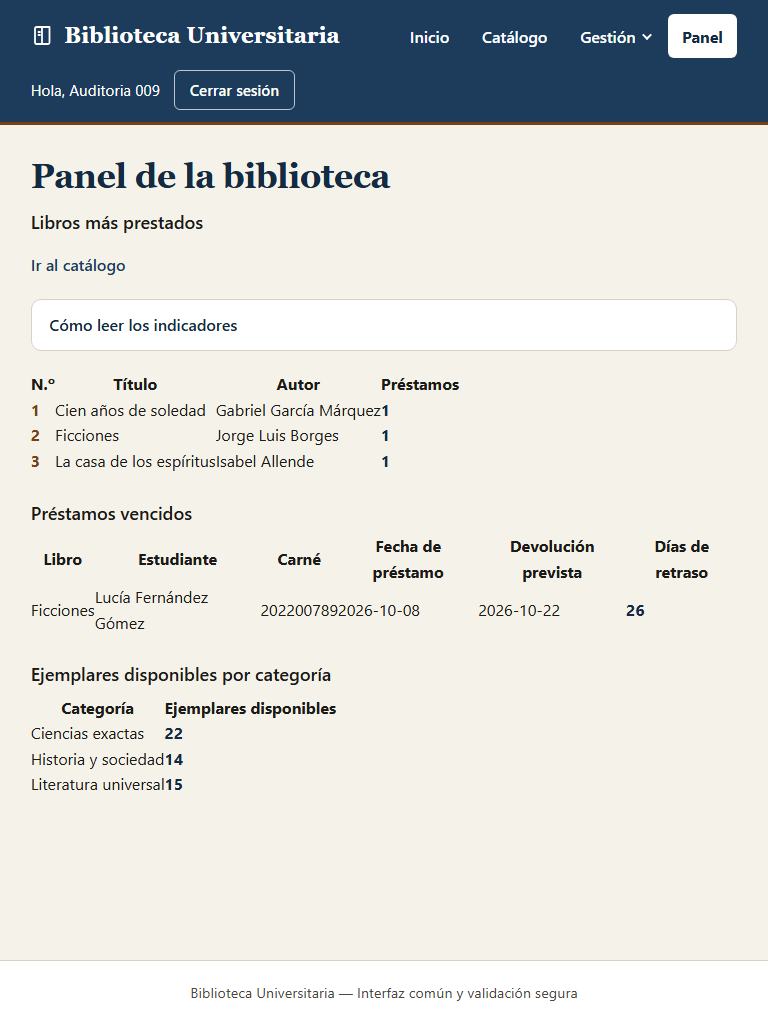 Biblioteca Universitaria
Inicio Catálogo Gestión Panel
Hola, Auditoria 009 Cerrar sesión
Panel de la biblioteca
Libros más prestados
Ir al catálogo
Cómo leer los indicadores
N.º Título Autor Préstamos
1 Cien años de soledad Gabriel García Márquez 1
2 Ficciones Jorge Luis Borges 1
3 La casa de los espíritus Isabel Allende 1
Préstamos vencidos
Libro Estudiante Carné Fecha de préstamo Devolución prevista Días de retraso
Ficciones Lucía Fernández Gómez 202200789 2026-10-08 2026-10-22 26
Ejemplares disponibles por categoría
Categoría Ejemplares disponibles
Ciencias exactas 22
Historia y sociedad 14
Literatura universal 15
Biblioteca Universitaria — Interfaz común y validación segura